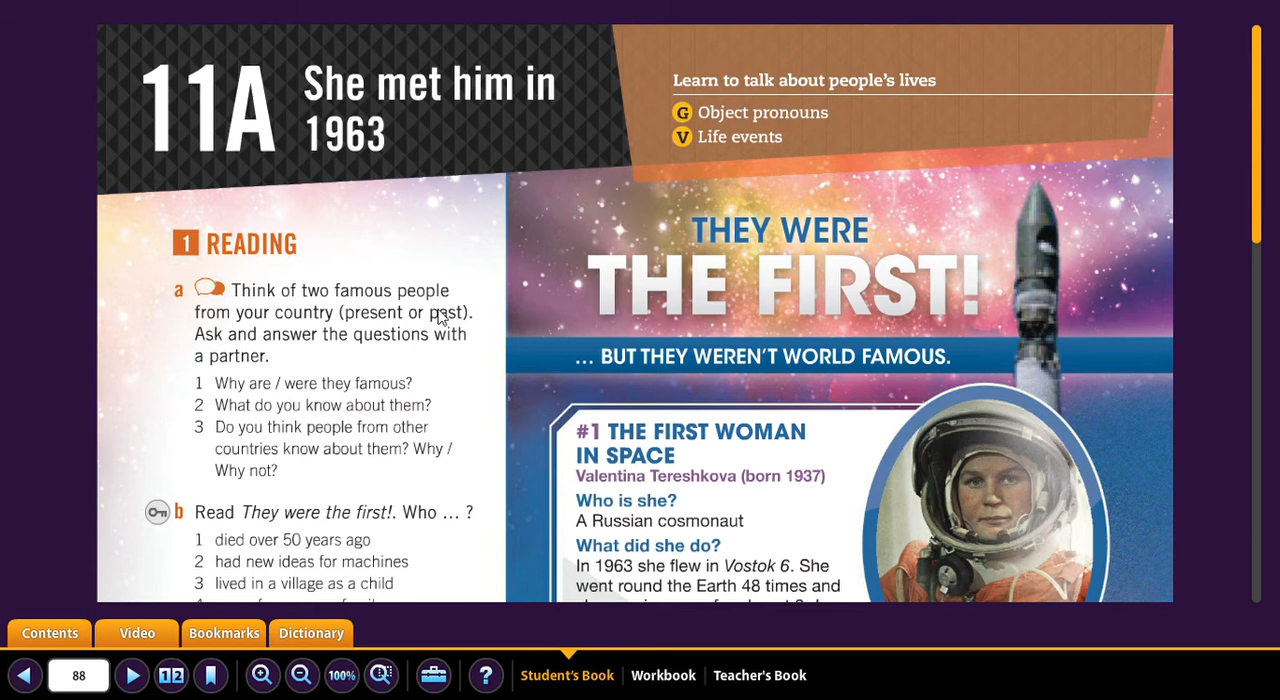 11A
She met him in
1963
Learn to talk about people's lives
G Object pronouns
V Life events
1 READING
a Think of two famous people
from your country (present or past).
Ask and answer the questions with
a partner.
1 Why are / were they famous?
2 What do you know about them?
3 Do you think people from other
countries know about them? Why /
Why not?
b Read They were the first!. Who … ?
1 died over 50 years ago
2 had new ideas for machines
3 lived in a village as a child
THEY WERE
THE FIRST!
... BUT THEY WEREN'T WORLD FAMOUS.
#1 THE FIRST WOMAN
IN SPACE
Valentina Tereshkova (born 1937)
Who is she?
A Russian cosmonaut
What did she do?
In 1963 she flew in Vostok 6. She
went round the Earth 48 times and
Contents
Video
Bookmarks
Dictionary
88
1 2
100%
?
Student's Book
Workbook
Teacher's Book